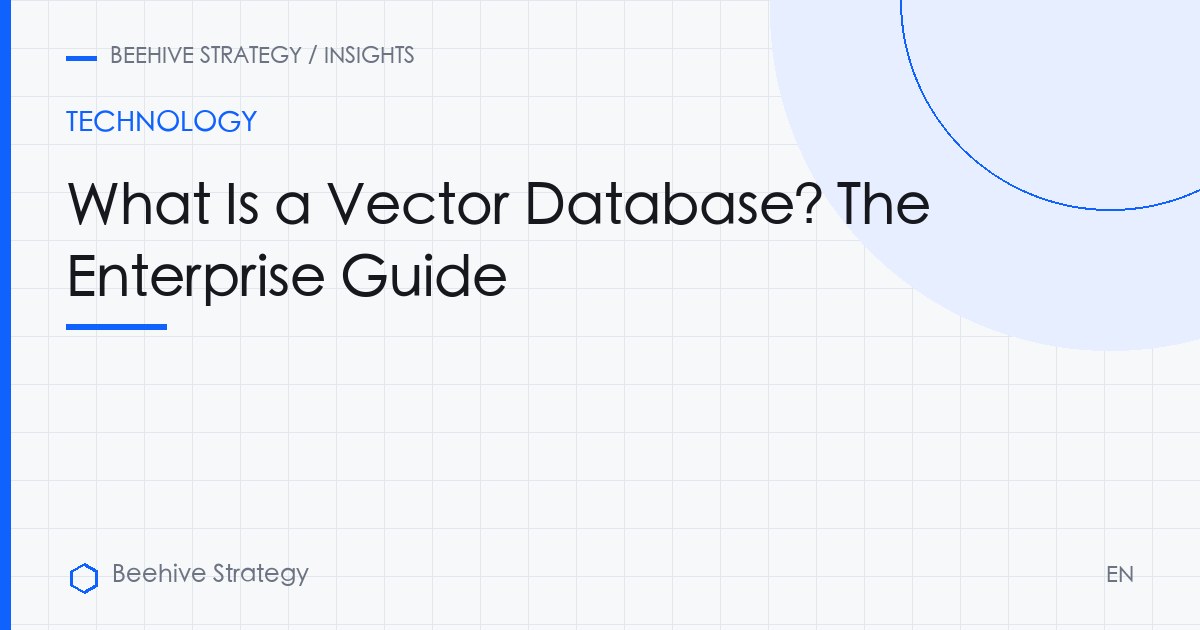 BEEHIVE STRATEGY / INSIGHTS
TECHNOLOGY
What Is a Vector Database? The
Enterprise Guide
Beehive Strategy
EN